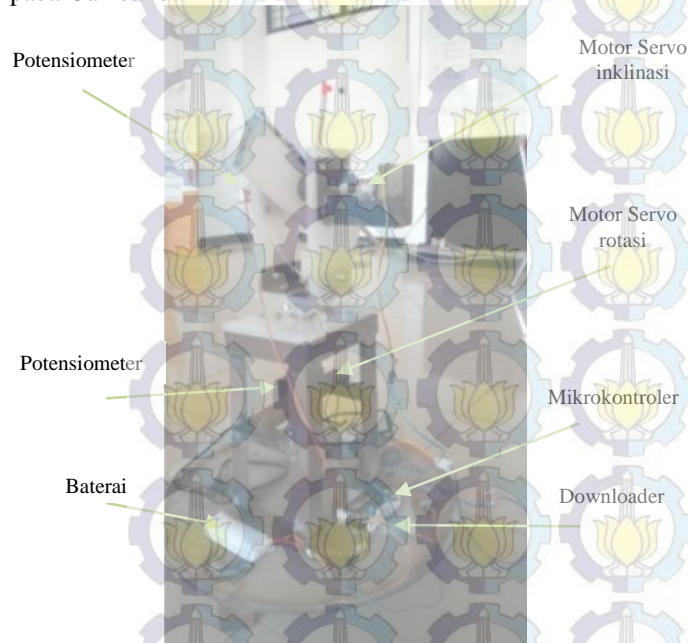 pada Gambar
Potensiometer
Motor Servo
inklinasi
Motor Servo
rotasi
Potensiometer
Mikrokontroler
Baterai
Downloader